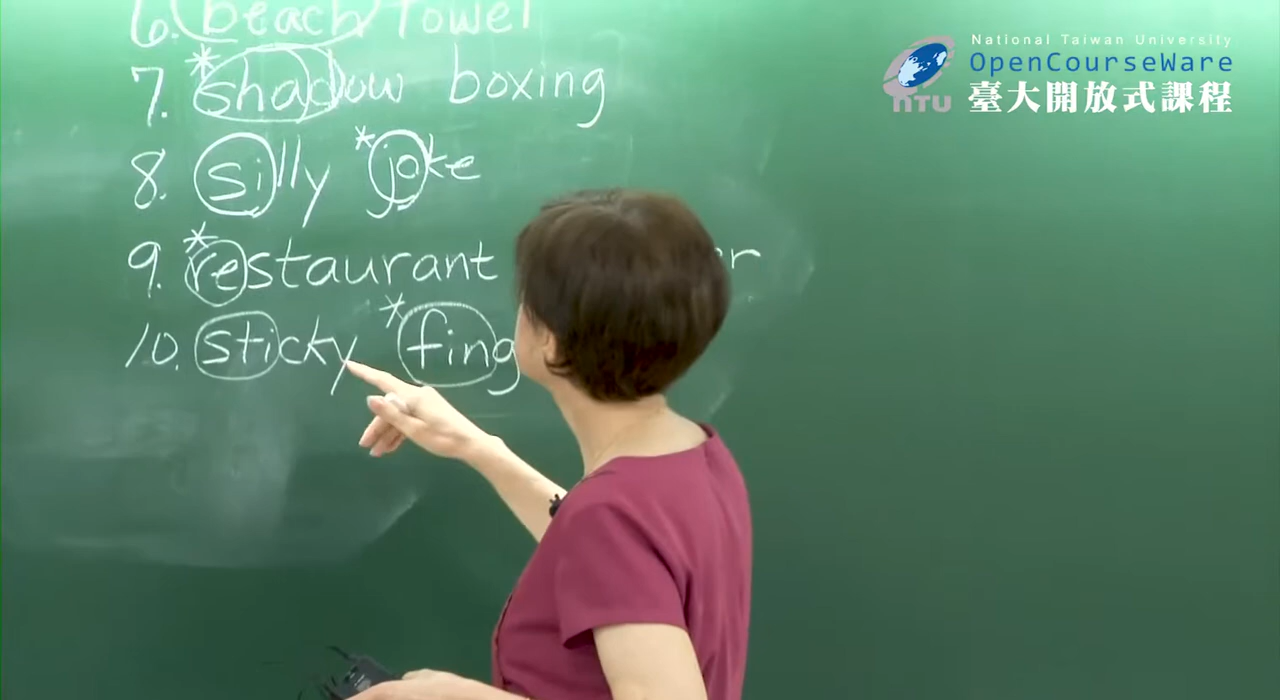 6. beach towel
7. *shadow boxing
8. silly *joke
9. *restaurant
10. sticky *fing
National Taiwan University
OpenCourseWare
NTU 臺大開放式課程